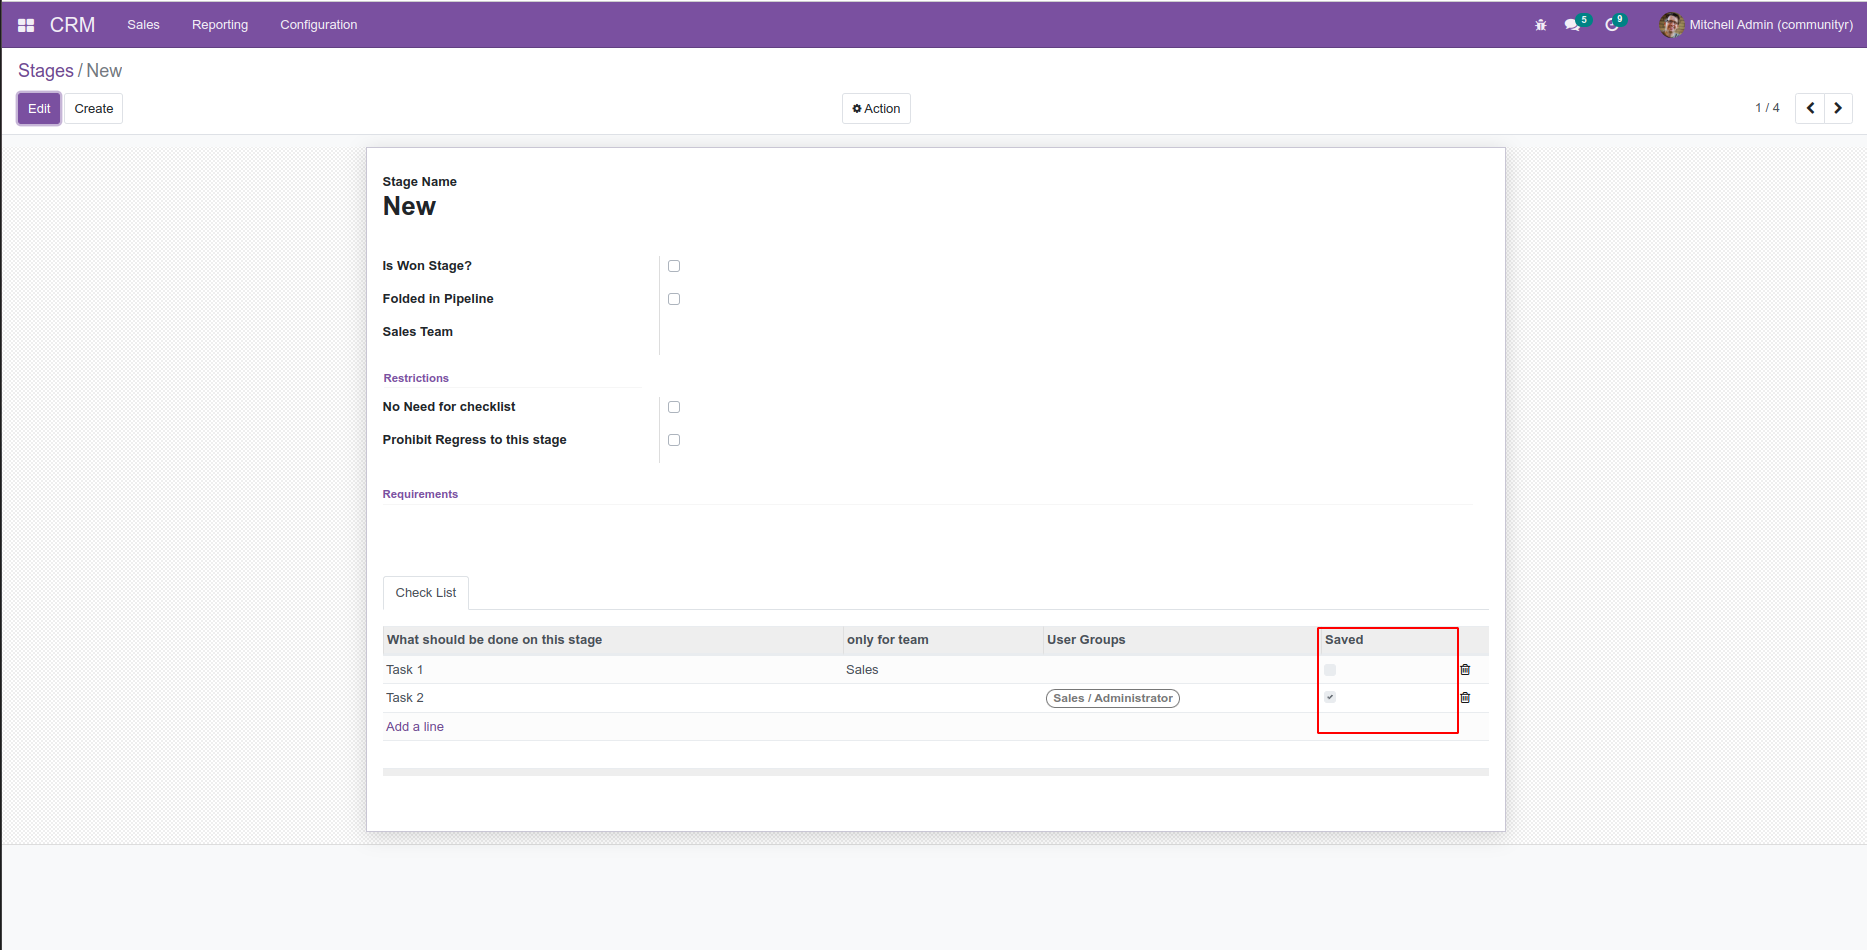 CRM Sales Reporting Configuration 5 9 Mitchell Admin (communityr)
Stages / New
Edit Create Action 1 / 4
Stage Name
New
Is Won Stage?
Folded in Pipeline
Sales Team
Restrictions
No Need for checklist
Prohibit Regress to this stage
Requirements
Check List
What should be done on this stage only for team User Groups Saved
Task 1 Sales
Task 2 Sales / Administrator
Add a line